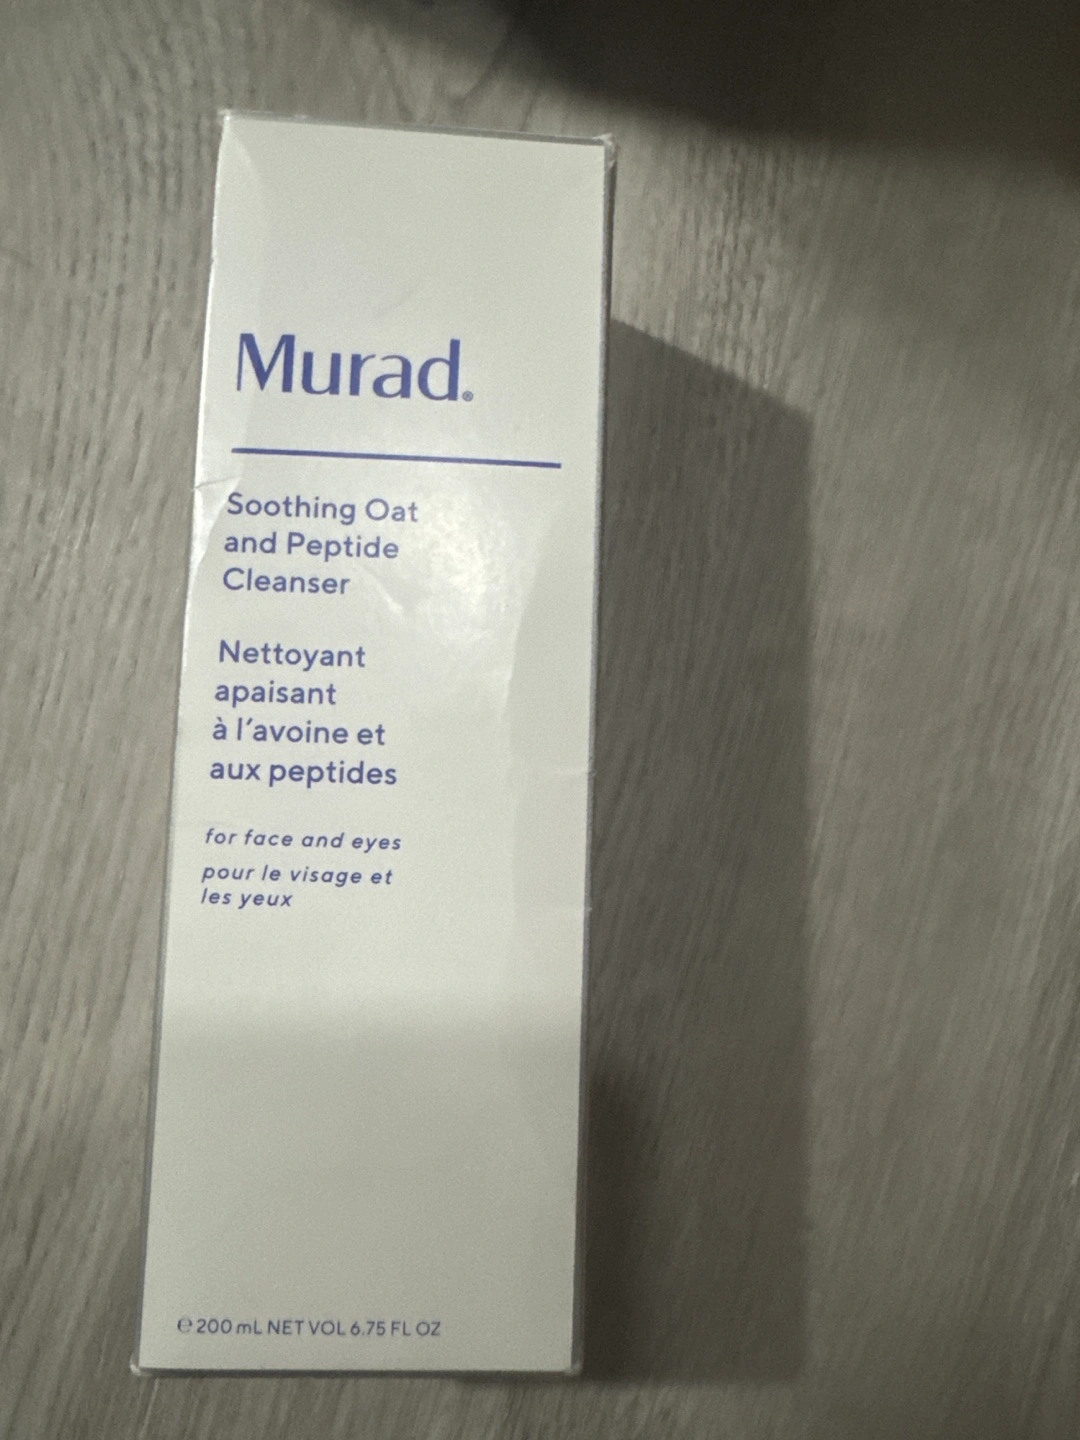 Murad®
Soothing Oat
and Peptide
Cleanser
Nettoyant
apaisant
à l'avoine et
aux peptides
for face and eyes
pour le visage et
les yeux
℮ 200 mL NET VOL 6.75 FL OZ